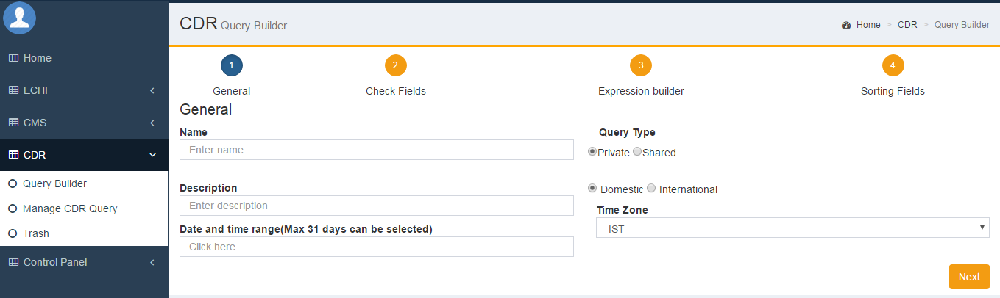 CDR Query Builder
Home > CDR > Query Builder
Home
ECHI
CMS
CDR
Query Builder
Manage CDR Query
Trash
Control Panel
1 2 3 4
General Check Fields Expression builder Sorting Fields
General
Name
Enter name
Query Type
Private Shared
Description
Enter description
Domestic International
Date and time range(Max 31 days can be selected)
Click here
Time Zone
IST
Next